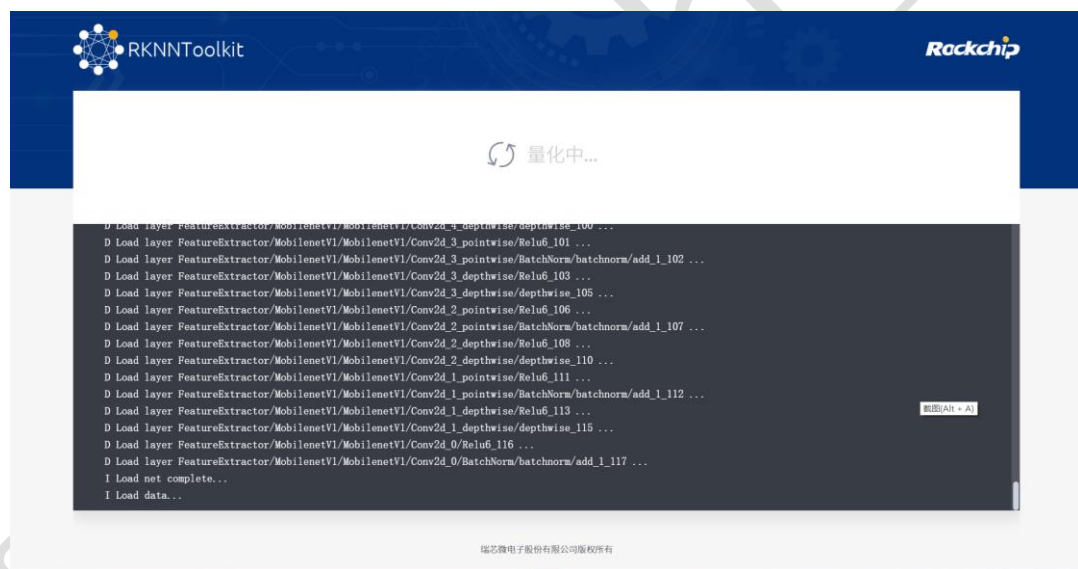 RKNNToolkit
Rockchip
量化中...
D Load layer FeatureExtractor/MobilenetV1/MobilenetV1/Conv2d_4_depthwise/depthwise_100 ...
D Load layer FeatureExtractor/MobilenetV1/MobilenetV1/Conv2d_3_pointwise/Relu6_101 ...
D Load layer FeatureExtractor/MobilenetV1/MobilenetV1/Conv2d_3_pointwise/BatchNorm/batchnorm/add_1_102 ...
D Load layer FeatureExtractor/MobilenetV1/MobilenetV1/Conv2d_3_depthwise/Relu6_103 ...
D Load layer FeatureExtractor/MobilenetV1/MobilenetV1/Conv2d_3_depthwise/depthwise_105 ...
D Load layer FeatureExtractor/MobilenetV1/MobilenetV1/Conv2d_2_pointwise/Relu6_106 ...
D Load layer FeatureExtractor/MobilenetV1/MobilenetV1/Conv2d_2_pointwise/BatchNorm/batchnorm/add_1_107 ...
D Load layer FeatureExtractor/MobilenetV1/MobilenetV1/Conv2d_2_depthwise/Relu6_108 ...
D Load layer FeatureExtractor/MobilenetV1/MobilenetV1/Conv2d_2_depthwise/depthwise_110 ...
D Load layer FeatureExtractor/MobilenetV1/MobilenetV1/Conv2d_1_pointwise/Relu6_111 ...
D Load layer FeatureExtractor/MobilenetV1/MobilenetV1/Conv2d_1_pointwise/BatchNorm/batchnorm/add_1_112 ...
D Load layer FeatureExtractor/MobilenetV1/MobilenetV1/Conv2d_1_depthwise/Relu6_113 ...
截图(Alt + A)
D Load layer FeatureExtractor/MobilenetV1/MobilenetV1/Conv2d_1_depthwise/depthwise_115 ...
D Load layer FeatureExtractor/MobilenetV1/MobilenetV1/Conv2d_0/Relu6_116 ...
D Load layer FeatureExtractor/MobilenetV1/MobilenetV1/Conv2d_0/BatchNorm/batchnorm/add_1_117 ...
I Load net complete...
I Load data...
瑞芯微电子股份有限公司版权所有